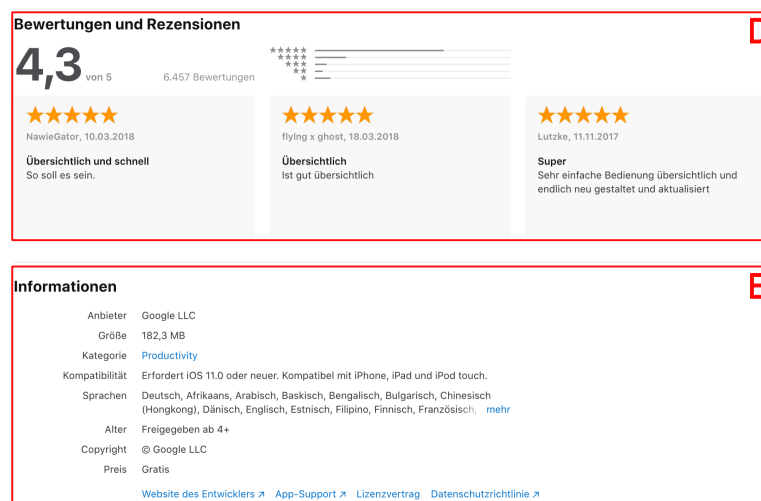 Bewertungen und Rezensionen
4,3 von 5 6.457 Bewertungen
NawieGator, 10.03.2018
Übersichtlich und schnell
So soll es sein.
flyIng x ghost, 18.03.2018
Übersichtlich
Ist gut übersichtlich
Lutzke, 11.11.2017
Super
Sehr einfache Bedienung übersichtlich und
endlich neu gestaltet und aktualisiert
Informationen
Anbieter Google LLC
Größe 182,3 MB
Kategorie Productivity
Kompatibilität Erfordert iOS 11.0 oder neuer. Kompatibel mit iPhone, iPad und iPod touch.
Sprachen Deutsch, Afrikaans, Arabisch, Baskisch, Bengalisch, Bulgarisch, Chinesisch
(Hongkong), Dänisch, Englisch, Estnisch, Filipino, Finnisch, Französisch, mehr
Alter Freigegeben ab 4+
Copyright © Google LLC
Preis Gratis
Website des Entwicklers ↗ App-Support ↗ Lizenzvertrag Datenschutzrichtlinie ↗